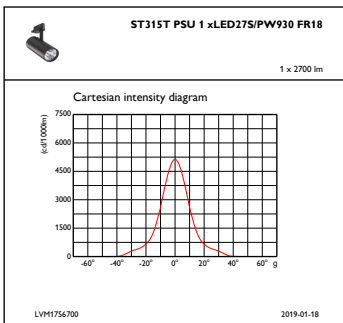 ST315T PSU 1 xLED27S/PW930 FR18
1 x 2700 lm
Cartesian intensity diagram
(cd/1000lm)
7500
6000
4500
3000
1500
0
-60° -40° -20° 0° 20° 40° 60° g
LVM1756700 2019-01-18